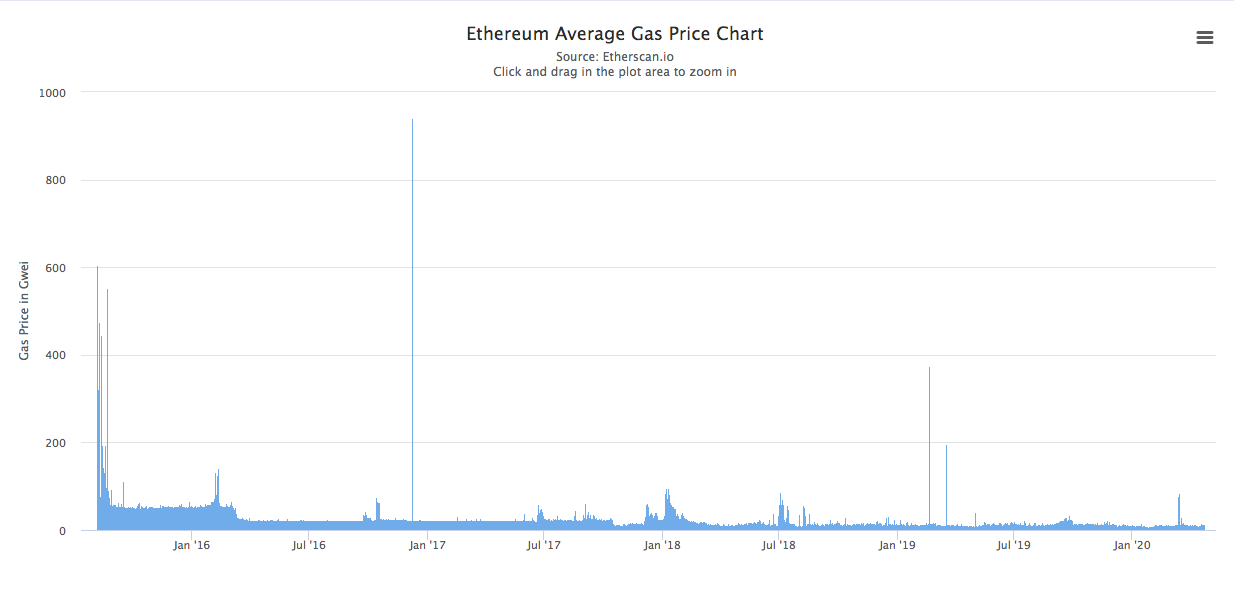 Ethereum Average Gas Price Chart
Source: Etherscan.io
Click and drag in the plot area to zoom in
Gas Price in Gwei
1000
800
600
400
200
0
Jan '16 Jul '16 Jan '17 Jul '17 Jan '18 Jul '18 Jan '19 Jul '19 Jan '20